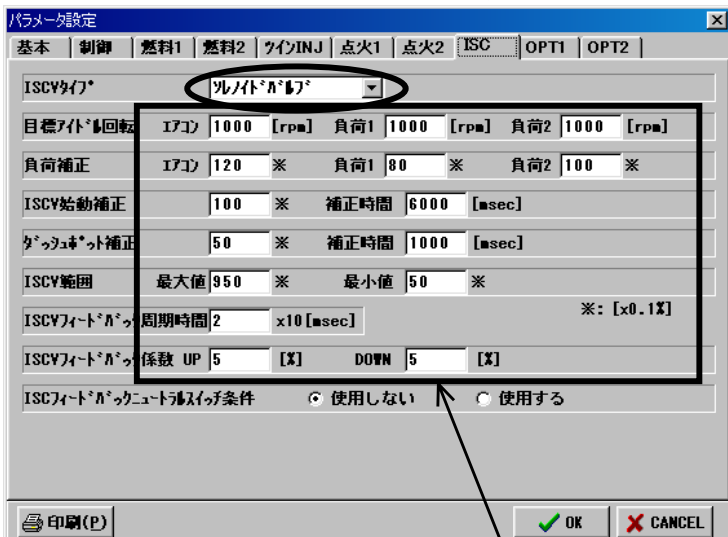 パラメータ設定
基本 制御 燃料1 燃料2 ツインINJ 点火1 点火2 ISC OPT1 OPT2
ISCVタイプ ソレノイドバルブ
目標アイドル回転 エアコン 1000 [rpm] 負荷1 1000 [rpm] 負荷2 1000 [rpm]
負荷補正 エアコン 120 ※ 負荷1 80 ※ 負荷2 100 ※
ISCV始動補正 100 ※ 補正時間 6000 [msec]
ダッシュポット補正 50 ※ 補正時間 1000 [msec]
ISCV範囲 最大値 950 ※ 最小値 50 ※
※: [x0.1%]
ISCVフィードバック周期時間 2 x10[msec]
ISCVフィードバック係数 UP 5 [%] DOWN 5 [%]
ISCフィードバックニュートラルスイッチ条件 使用しない 使用する
印刷(P) OK CANCEL